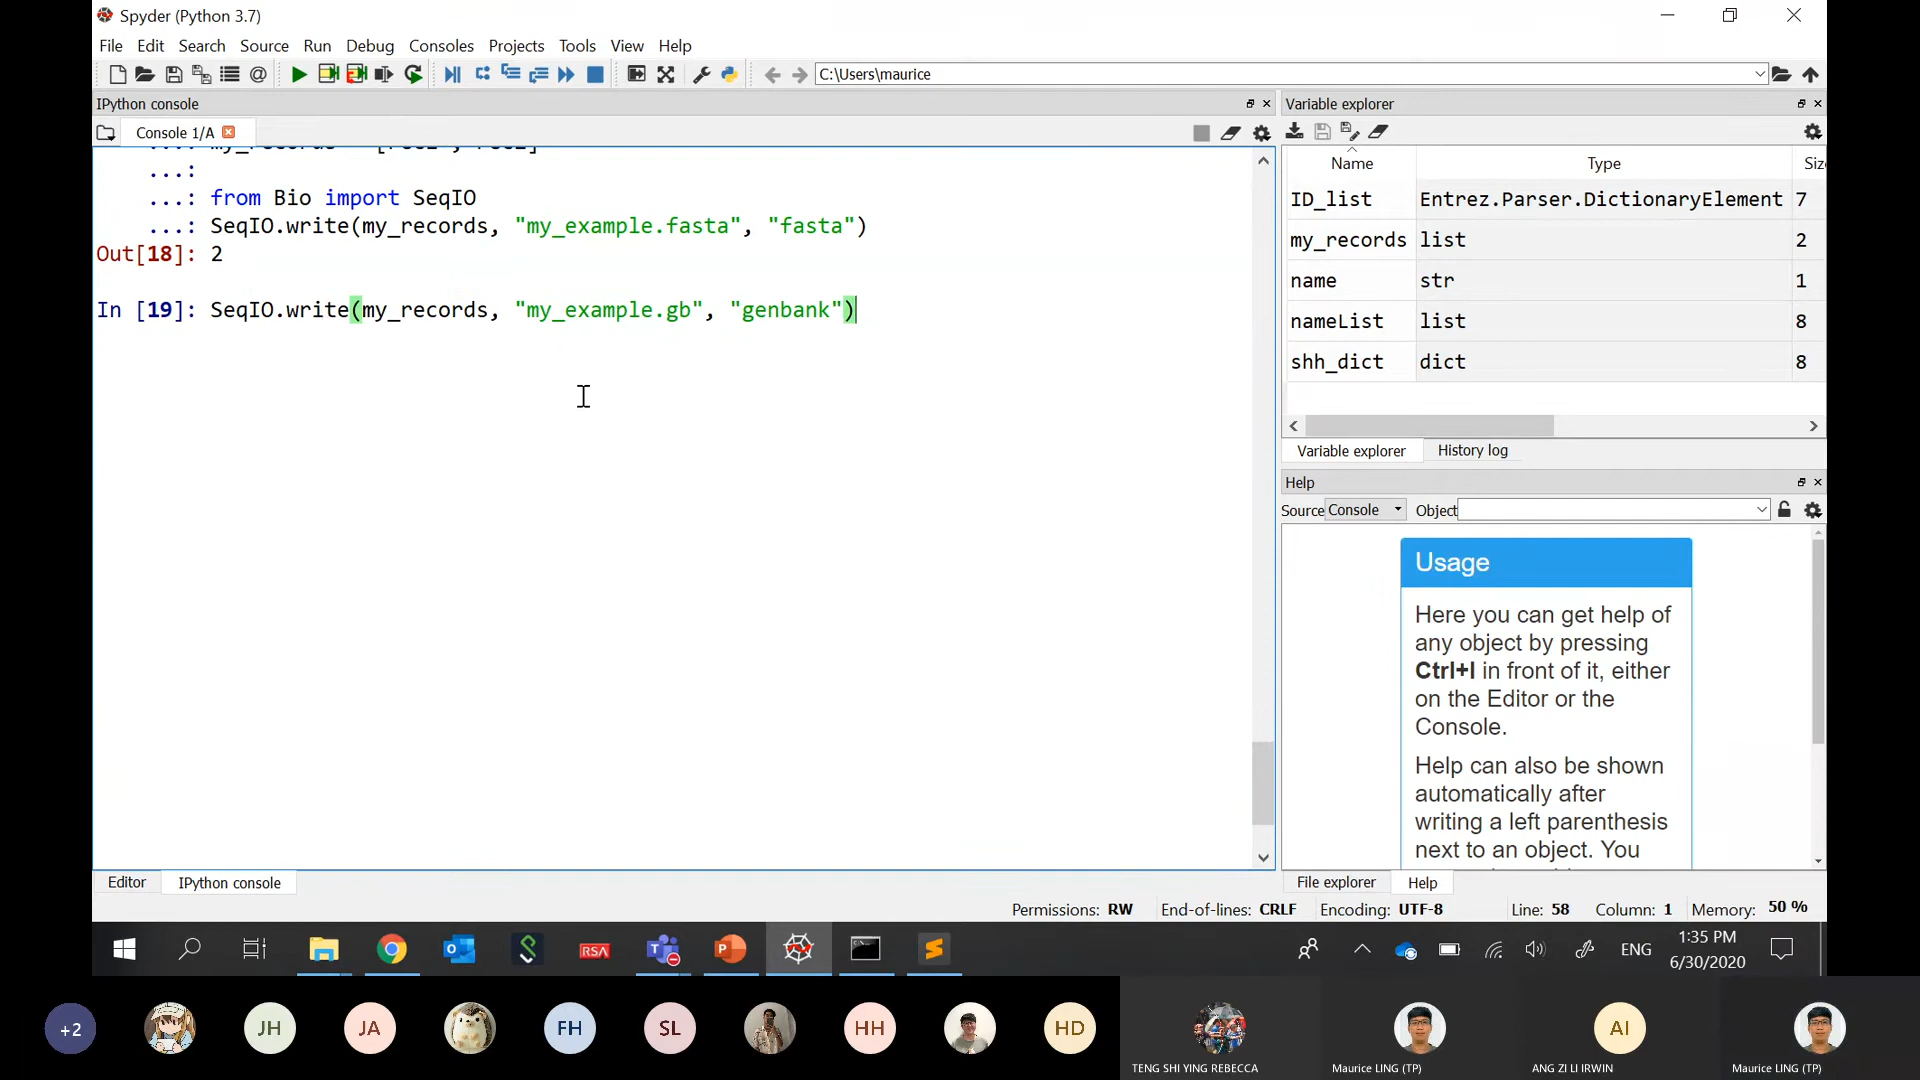 Spyder (Python 3.7)
File Edit Search Source Run Debug Consoles Projects Tools View Help
C:\Users\maurice
IPython console
Console 1/A
...:
...: from Bio import SeqIO
...: SeqIO.write(my_records, "my_example.fasta", "fasta")
Out[18]: 2
In [19]: SeqIO.write(my_records, "my_example.gb", "genbank")
Editor IPython console
Variable explorer
Name Type Siz
ID_list Entrez.Parser.DictionaryElement 7
my_records list 2
name str 1
nameList list 8
shh_dict dict 8
Variable explorer History log
Help
Source Console Object
Usage
Here you can get help of
any object by pressing
Ctrl+I in front of it, either
on the Editor or the
Console.
Help can also be shown
automatically after
writing a left parenthesis
next to an object. You
File explorer Help
Permissions: RW End-of-lines: CRLF Encoding: UTF-8 Line: 58 Column: 1 Memory: 50 %
RSA
ENG
1:35 PM
6/30/2020
+2 JH JA FH SL HH HD AI
TENG SHI YING REBECCA Maurice LING (TP) ANG ZI LI IRWIN Maurice LING (TP)